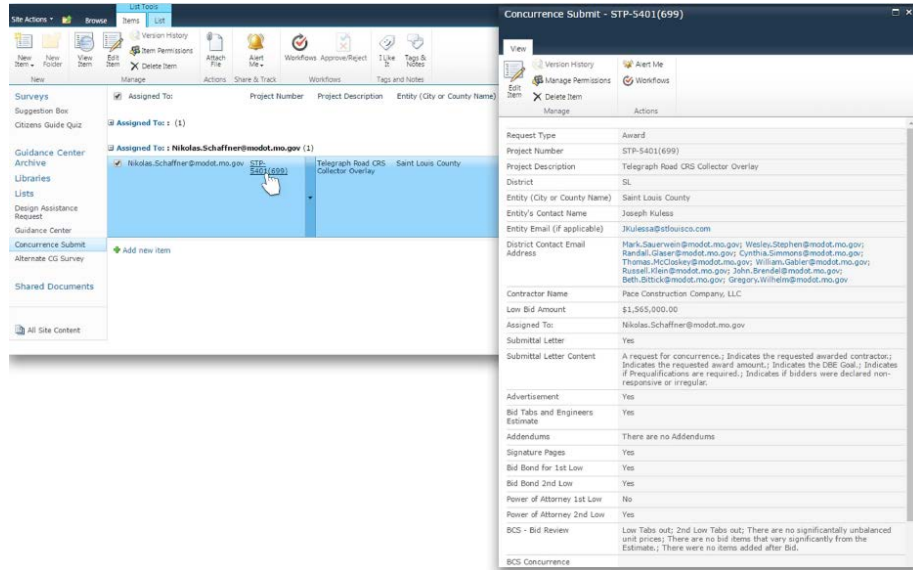 List Tools
Site Actions
Browse
Items
List
New Item
New Folder
View Item
Edit Item
Version History
Item Permissions
Delete Item
Attach File
Alert Me
Workflows
Approve/Reject
I Like It
Tags & Notes
New
Manage
Actions
Share & Track
Workflows
Tags and Notes
Surveys
Suggestion Box
Citizens Guide Quiz
Guidance Center Archive
Libraries
Lists
Design Assistance Request
Guidance Center
Concurrence Submit
Alternate CG Survey
Shared Documents
All Site Content
Assigned To: Project Number Project Description Entity (City or County Name)
Assigned To: : (1)
Assigned To: : Nikolas.Schaffner@modot.mo.gov (1)
Nikolas.Schaffner@modot.mo.gov STP- Telegraph Road CRS Saint Louis County
5401(699) Collector Overlay
Add new item
Concurrence Submit - STP-5401(699)
View
Edit Item
Version History
Manage Permissions
Delete Item
Alert Me
Workflows
Manage
Actions
Request Type Award
Project Number STP-5401(699)
Project Description Telegraph Road CRS Collector Overlay
District SL
Entity (City or County Name) Saint Louis County
Entity's Contact Name Joseph Kuless
Entity Email (if applicable) JKulessa@stlouisco.com
District Contact Email Address
Mark.Sauerwein@modot.mo.gov; Wesley.Stephen@modot.mo.gov;
Randall.Glaser@modot.mo.gov; Cynthia.Simmons@modot.mo.gov;
Thomas.McCloskey@modot.mo.gov; William.Gabler@modot.mo.gov;
Russell.Klein@modot.mo.gov; John.Brendel@modot.mo.gov;
Beth.Bittick@modot.mo.gov; Gregory.Wilhelm@modot.mo.gov
Contractor Name Pace Construction Company, LLC
Low Bid Amount $1,565,000.00
Assigned To: Nikolas.Schaffner@modot.mo.gov
Submittal Letter Yes
Submittal Letter Content A request for concurrence.; Indicates the requested awarded contractor.;
Indicates the requested award amount.; Indicates the DBE Goal.; Indicates
if Prequalifications are required.; Indicates if bidders were declared non-
responsive or irregular.
Advertisement Yes
Bid Tabs and Engineers Yes
Estimate
Addendums There are no Addendums
Signature Pages Yes
Bid Bond for 1st Low Yes
Bid Bond 2nd Low Yes
Power of Attorney 1st Low No
Power of Attorney 2nd Low Yes
BCS - Bid Review Low Tabs out; 2nd Low Tabs out; There are no significantally unbalanced
unit prices; There are no bid items that vary significantly from the
Estimate.; There were no items added after Bid.
BCS Concurrence